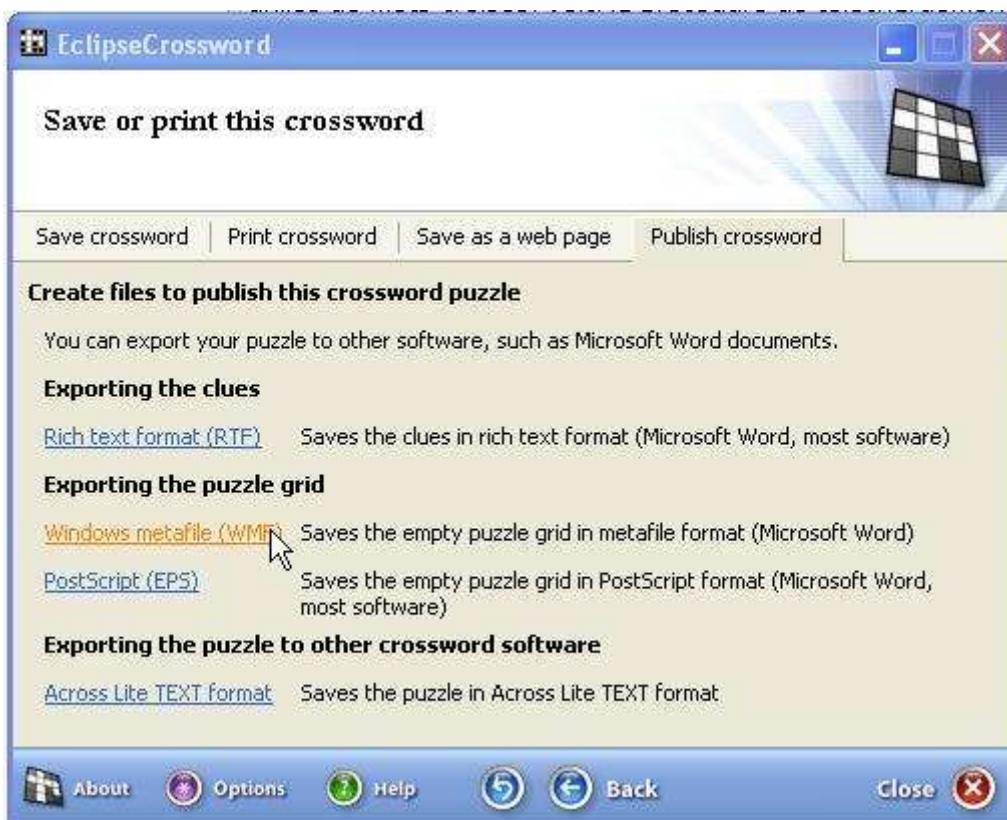 EclipseCrossword
Save or print this crossword
Save crossword Print crossword Save as a web page Publish crossword
Create files to publish this crossword puzzle
You can export your puzzle to other software, such as Microsoft Word documents.
Exporting the clues
Rich text format (RTF) Saves the clues in rich text format (Microsoft Word, most software)
Exporting the puzzle grid
Windows metafile (WMF) Saves the empty puzzle grid in metafile format (Microsoft Word)
PostScript (EPS) Saves the empty puzzle grid in PostScript format (Microsoft Word,
most software)
Exporting the puzzle to other crossword software
Across Lite TEXT format Saves the puzzle in Across Lite TEXT format
About Options Help Back Close